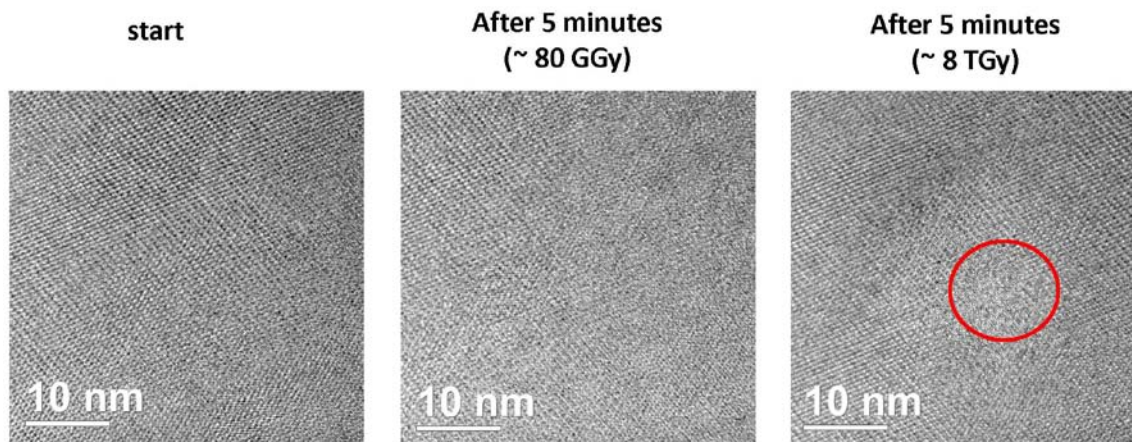 start
After 5 minutes
(~ 80 GGy)
After 5 minutes
(~ 8 TGy)
10 nm
10 nm
10 nm